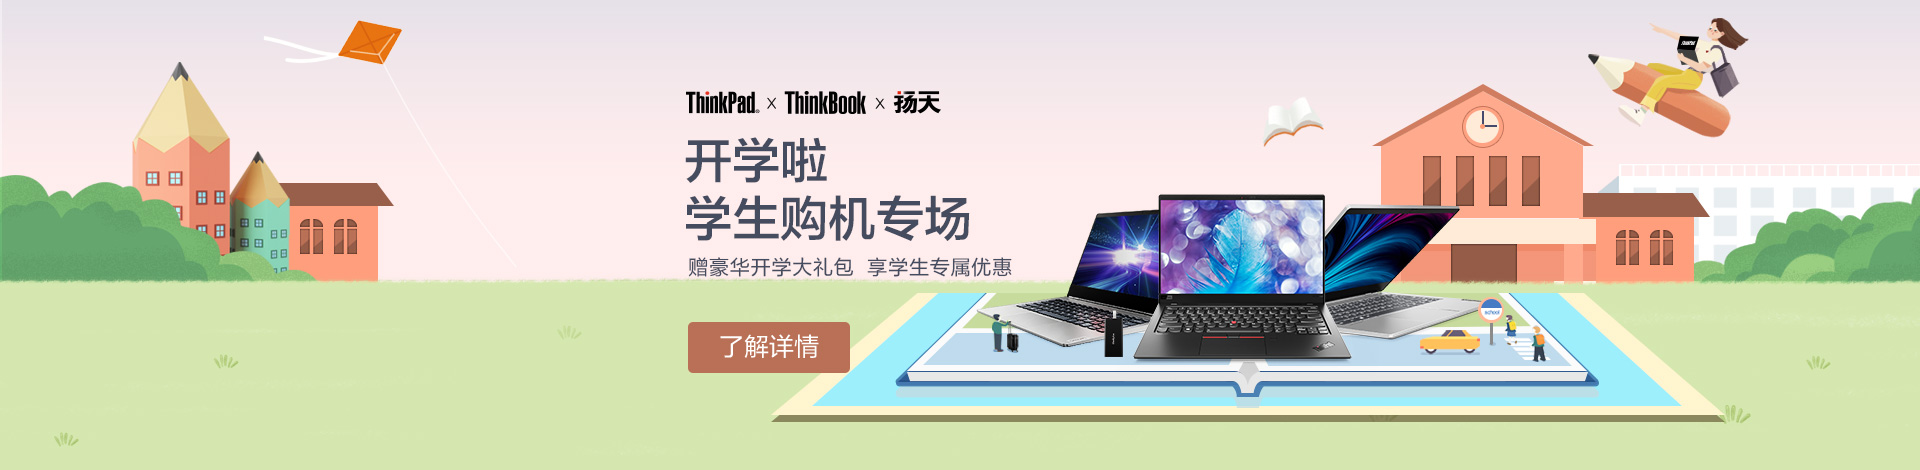 ThinkPad® x ThinkBook x 扬天
开学啦
学生购机专场
赠豪华开学大礼包 享学生专属优惠
了解详情
school